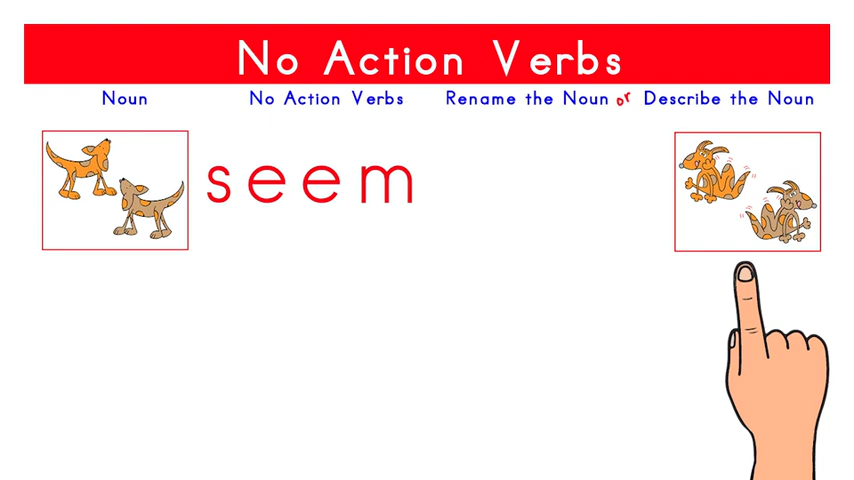 No Action Verbs
Noun No Action Verbs Rename the Noun or Describe the Noun
seem